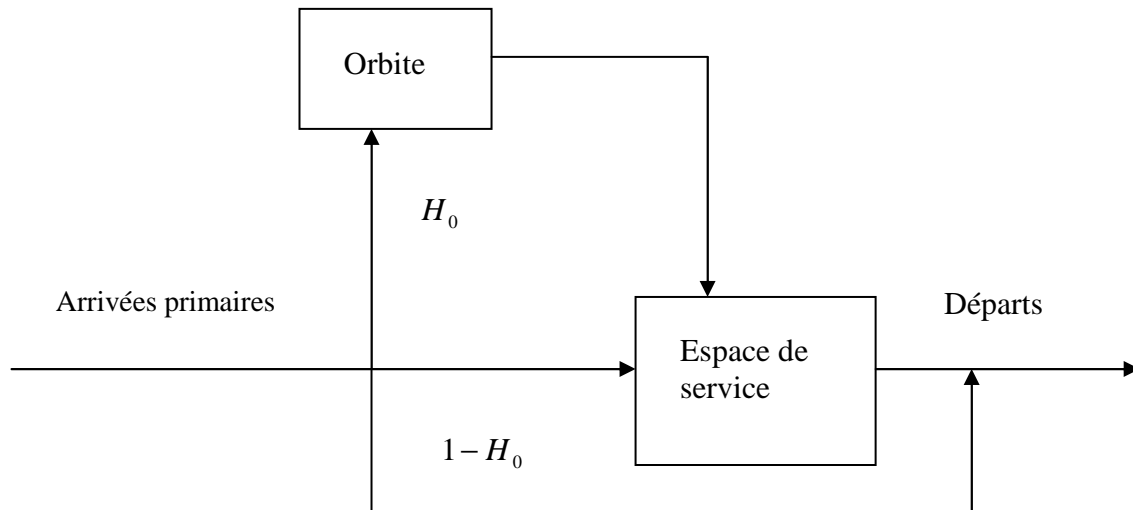 Orbite
H₀
Arrivées primaires
Départs
Espace de
service
1 − H₀